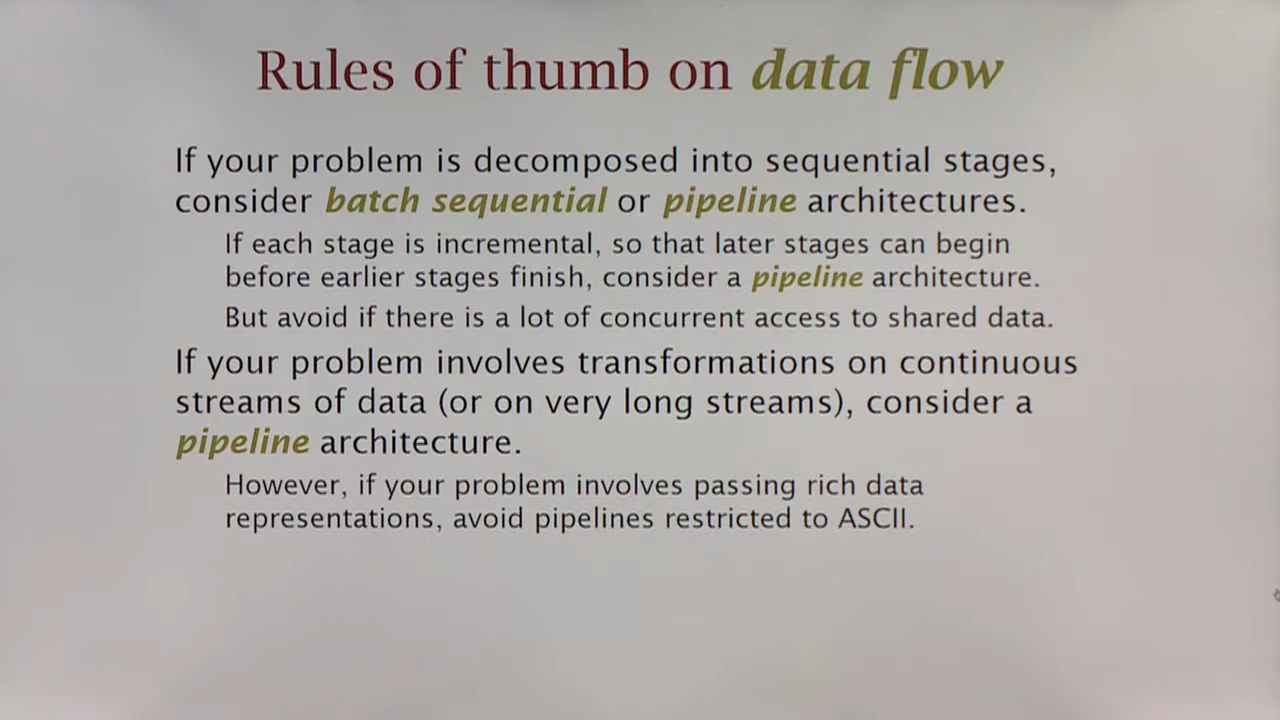 Rules of thumb on data flow
If your problem is decomposed into sequential stages,
consider batch sequential or pipeline architectures.
If each stage is incremental, so that later stages can begin
before earlier stages finish, consider a pipeline architecture.
But avoid if there is a lot of concurrent access to shared data.
If your problem involves transformations on continuous
streams of data (or on very long streams), consider a
pipeline architecture.
However, if your problem involves passing rich data
representations, avoid pipelines restricted to ASCII.